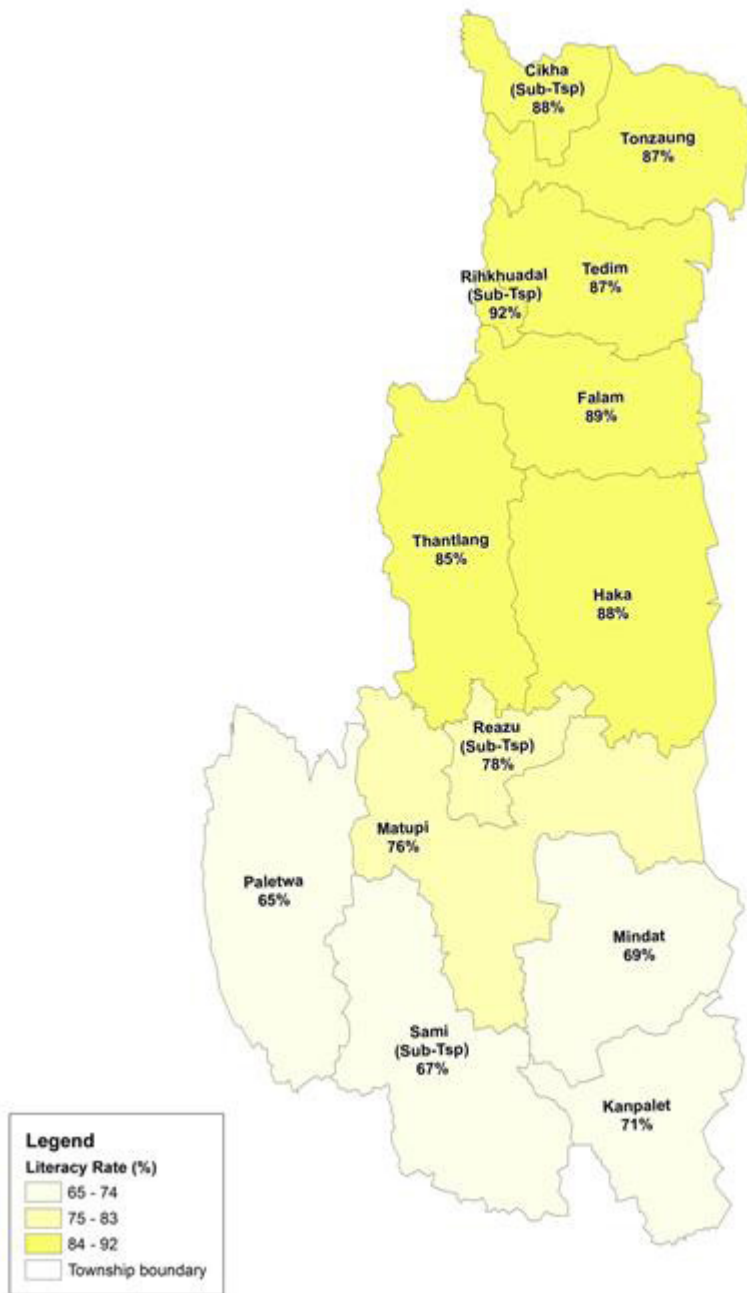 Cikha
(Sub-Tsp)
88%
Tonzaung
87%
Rihkhuadal
(Sub-Tsp)
92%
Tedim
87%
Falam
89%
Thantlang
85%
Haka
88%
Reazu
(Sub-Tsp)
78%
Matupi
76%
Paletwa
65%
Mindat
69%
Sami
(Sub-Tsp)
67%
Kanpalet
71%
Legend
Literacy Rate (%)
65 - 74
75 - 83
84 - 92
Township boundary